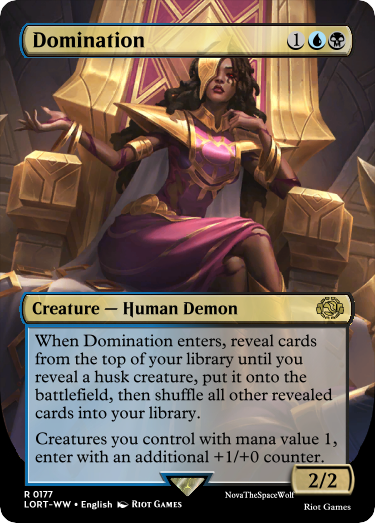 Domination 1
Creature — Human Demon
When Domination enters, reveal cards
from the top of your library until you
reveal a husk creature, put it onto the
battlefield, then shuffle all other revealed
cards into your library.
Creatures you control with mana value 1,
enter with an additional +1/+0 counter.
2/2
R 0177
LORT-WW • English Riot Games
NovaTheSpaceWolf
Riot Games